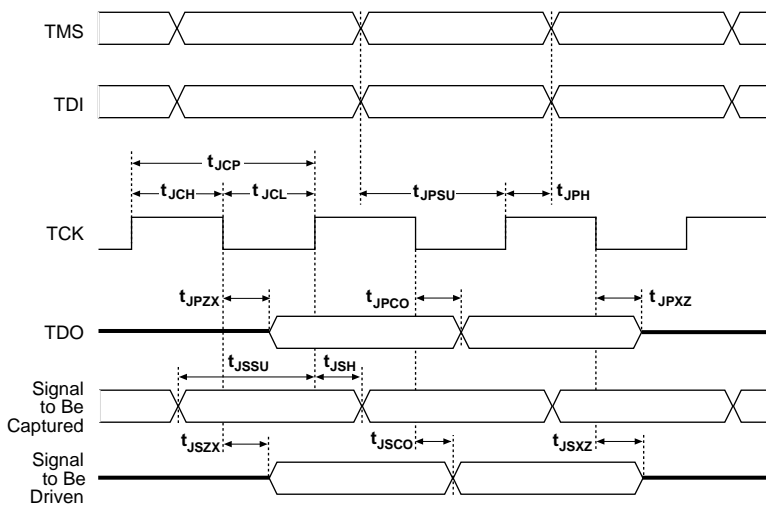 TMS
TDI
tJCP
tJCH
tJCL
tJPSU
tJPH
TCK
tJPZX
tJPCO
tJPXZ
TDO
tJSSU
tJSH
Signal
to Be
Captured
tJSZX
tJSCO
tJSXZ
Signal
to Be
Driven